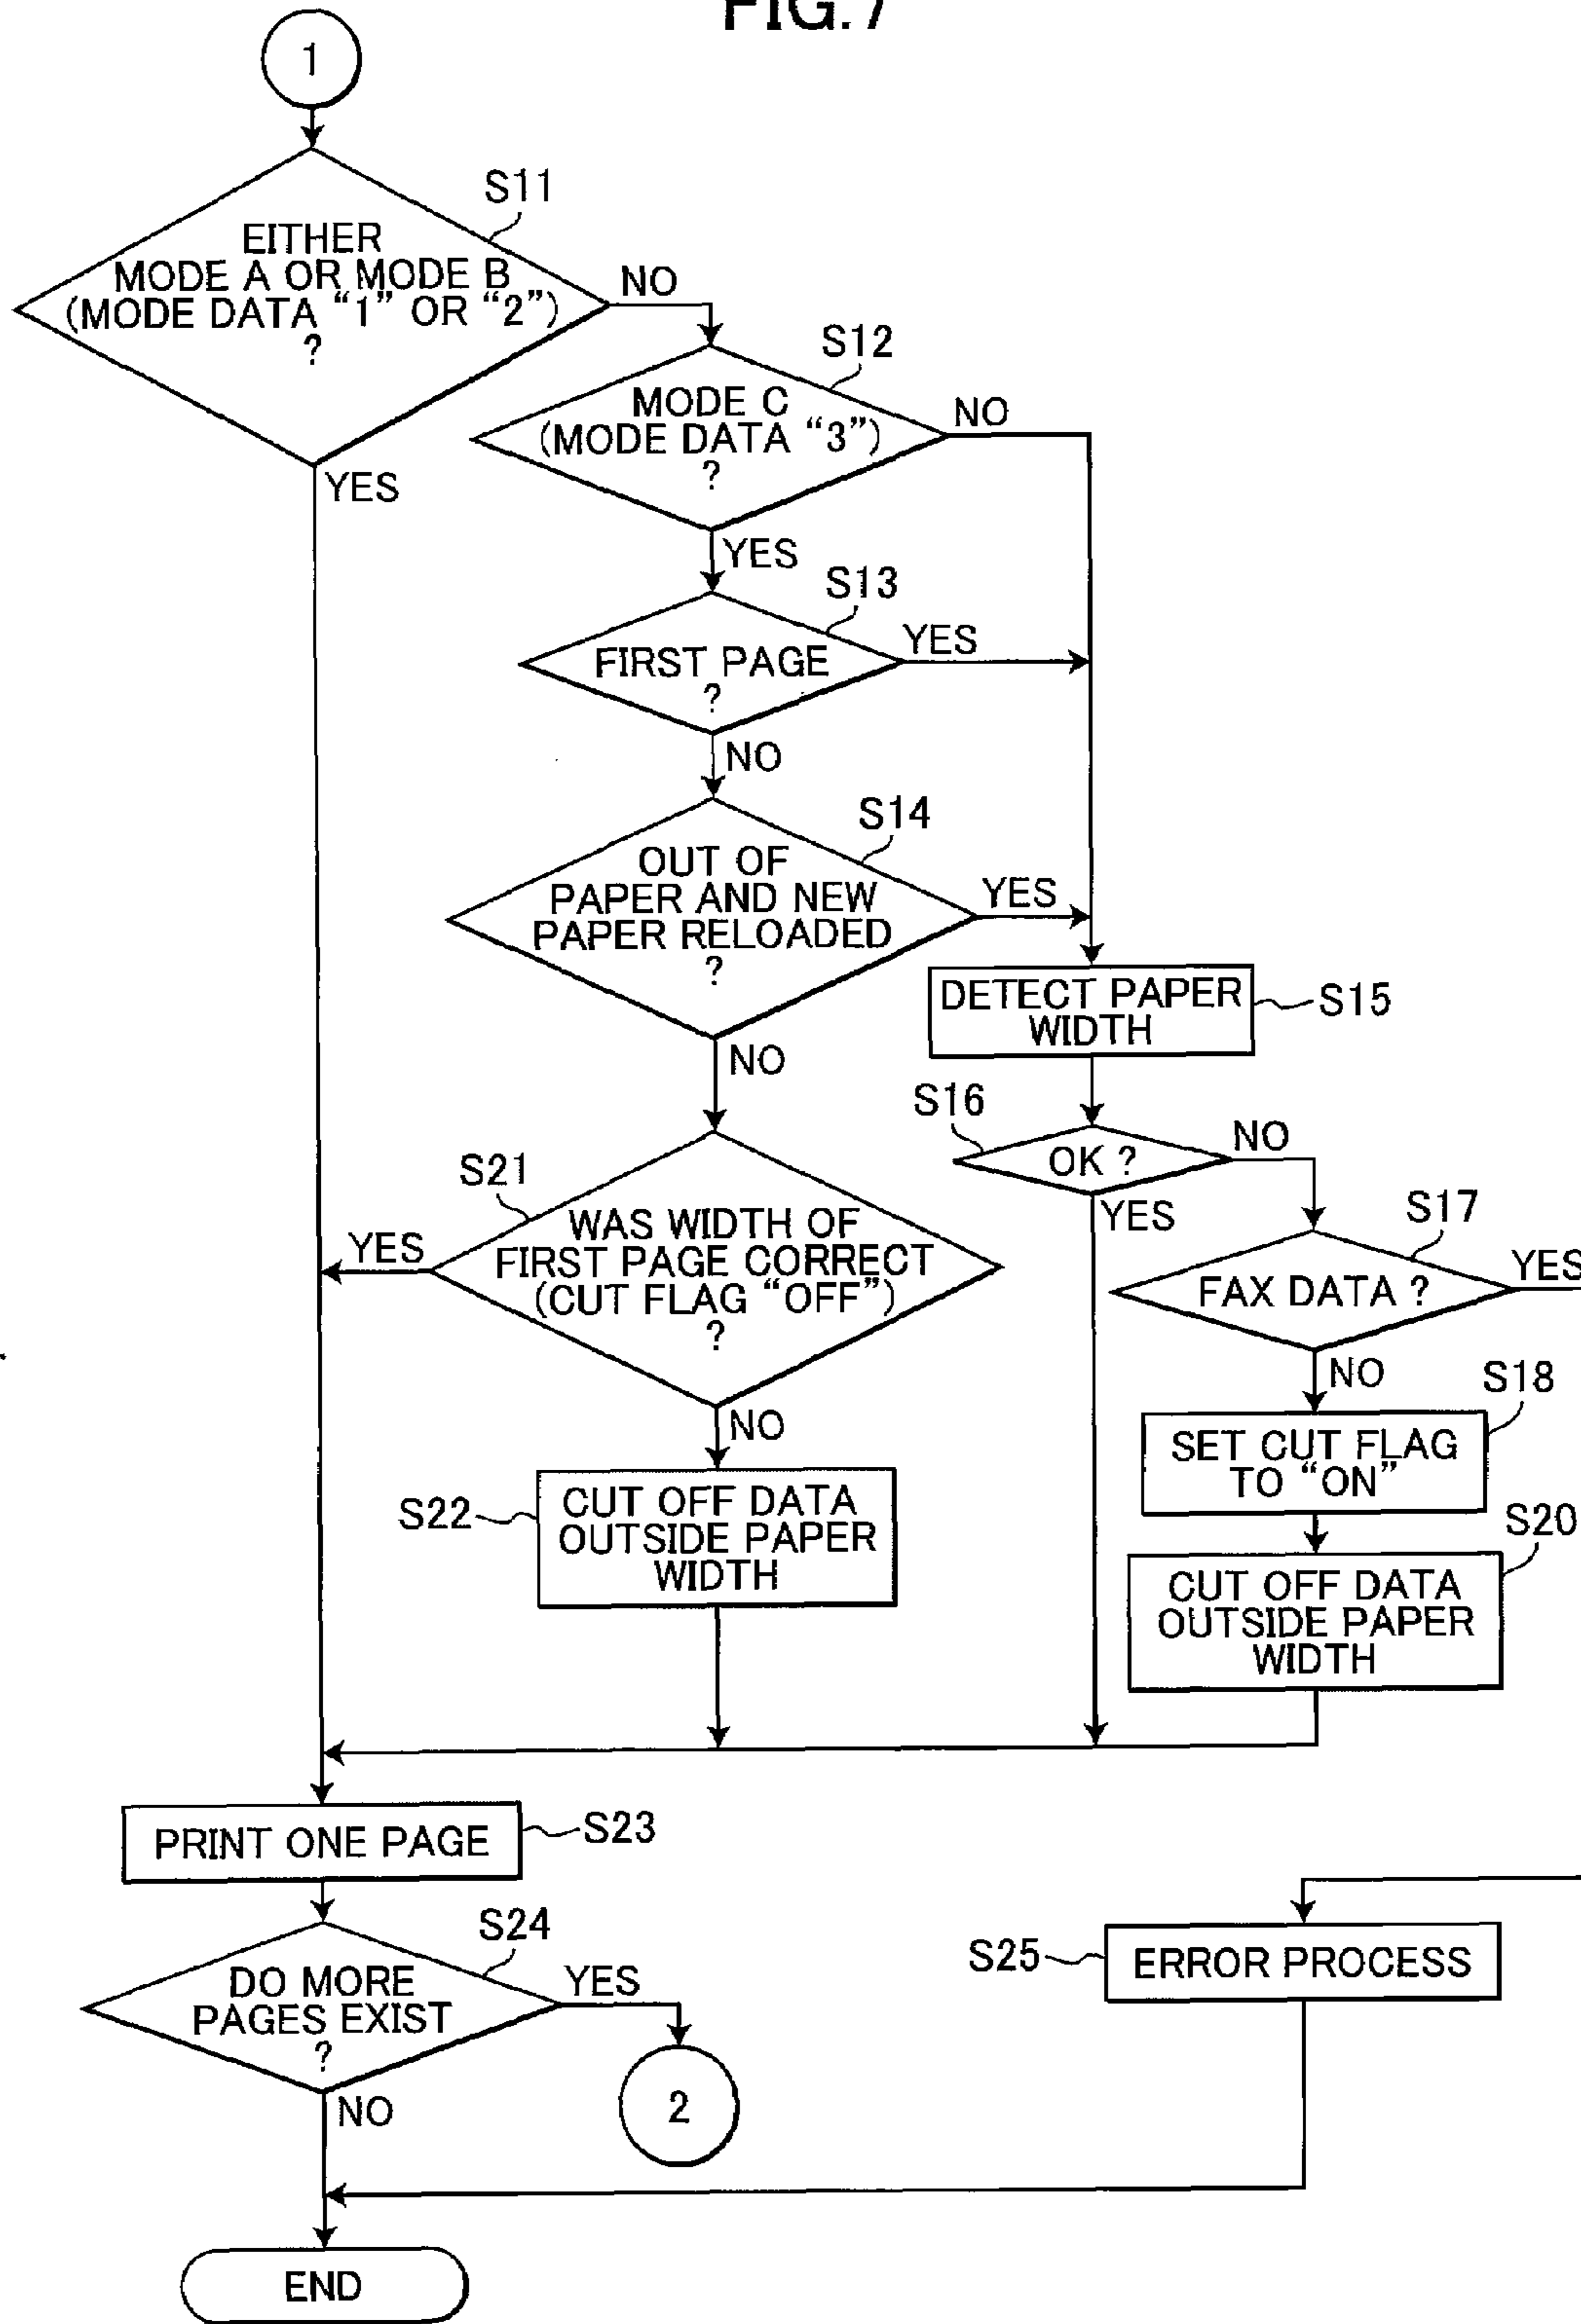 FIG.7
1
S11
EITHER
MODE A OR MODE B
(MODE DATA “1” OR “2”)
?
NO
YES
S12
MODE C
(MODE DATA “3”)
?
NO
YES
S13
FIRST PAGE
?
YES
NO
S14
OUT OF
PAPER AND NEW
PAPER RELOADED
?
YES
NO
DETECT PAPER
WIDTH
S15
S16
OK ?
NO
YES
S17
FAX DATA ?
YES
NO
S18
SET CUT FLAG
TO “ON”
S20
CUT OFF DATA
OUTSIDE PAPER
WIDTH
S21
WAS WIDTH OF
FIRST PAGE CORRECT
(CUT FLAG “OFF”)
?
YES
NO
S22
CUT OFF DATA
OUTSIDE PAPER
WIDTH
PRINT ONE PAGE
S23
S24
DO MORE
PAGES EXIST
?
YES
2
NO
S25
ERROR PROCESS
END